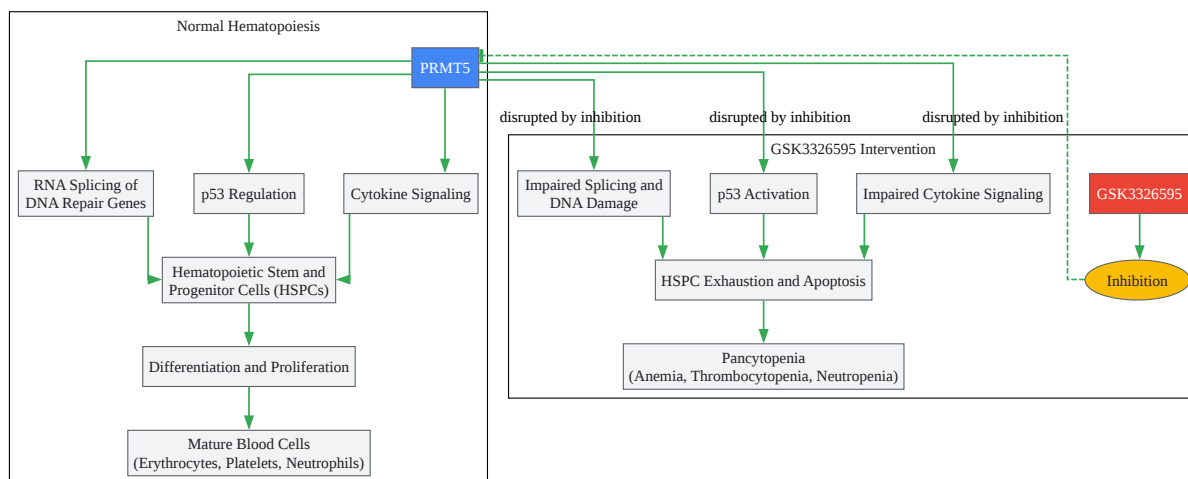 Normal Hematopoiesis
PRMT5
disrupted by inhibition
disrupted by inhibition
disrupted by inhibition
GSK3326595 Intervention
RNA Splicing of
DNA Repair Genes
p53 Regulation
Cytokine Signaling
Impaired Splicing and
DNA Damage
p53 Activation
Impaired Cytokine Signaling
GSK3326595
Hematopoietic Stem and
Progenitor Cells (HSPCs)
HSPC Exhaustion and Apoptosis
Inhibition
Differentiation and Proliferation
Pancytopenia
(Anemia, Thrombocytopenia, Neutropenia)
Mature Blood Cells
(Erythrocytes, Platelets, Neutrophils)